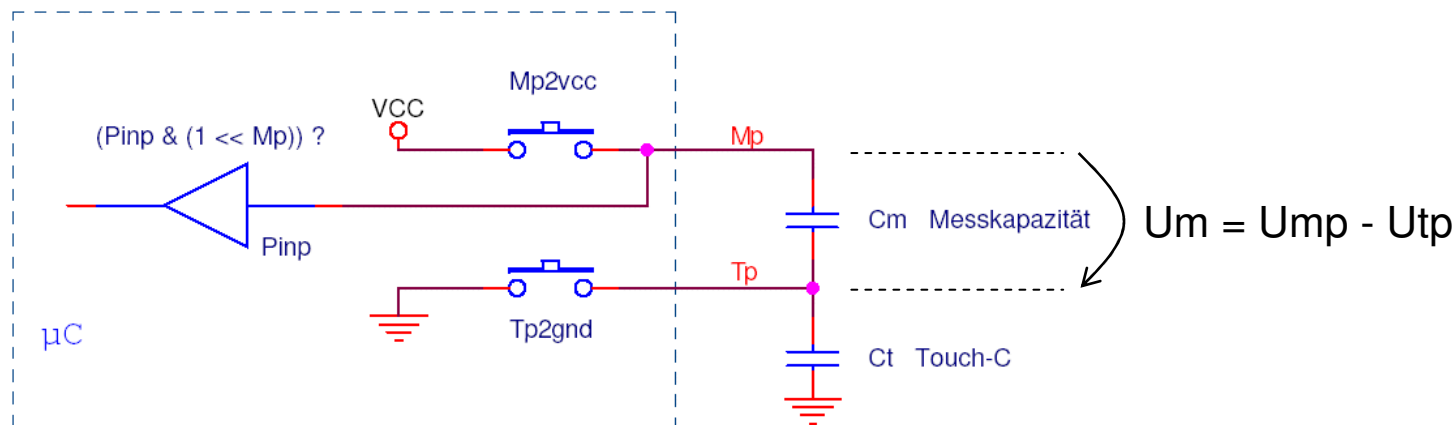 Mp2vcc
VCC
(Pinp & (1 << Mp)) ?
Mp
Cm Messkapazität
Um = Ump - Utp
Pinp
Tp
Tp2gnd
µC
Ct Touch-C